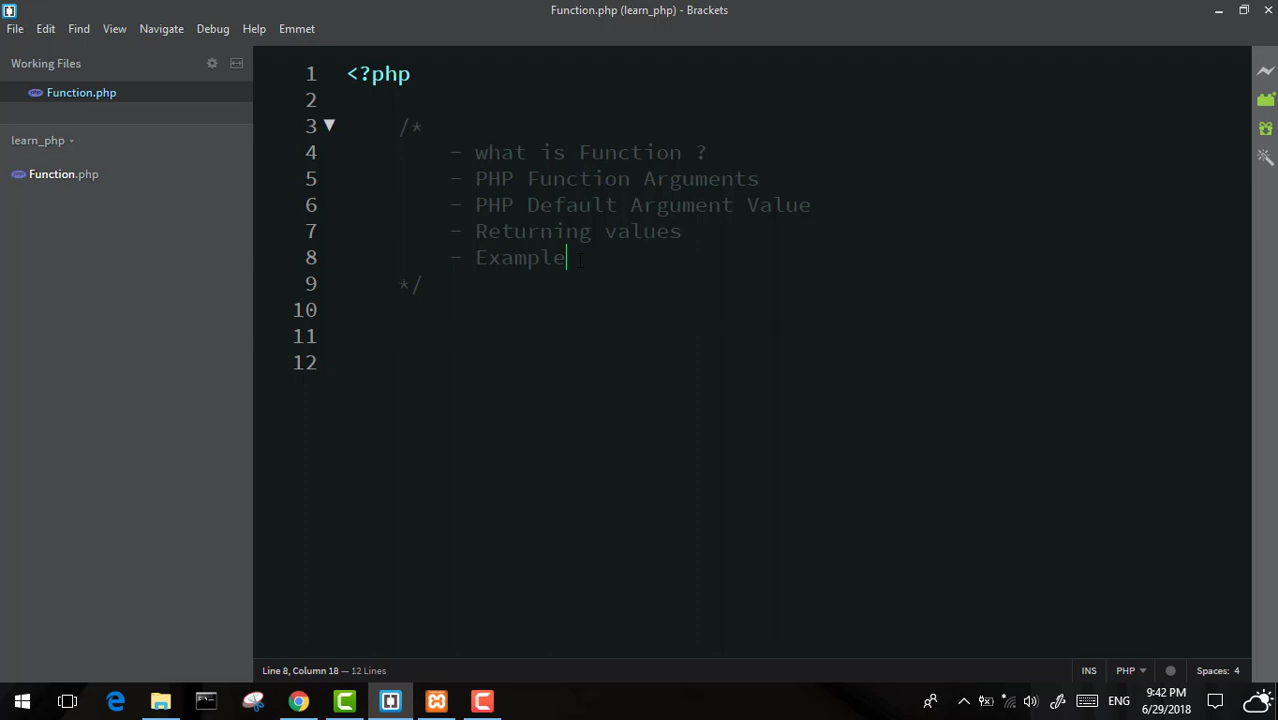 Function.php (learn_php) - Brackets
File Edit Find View Navigate Debug Help Emmet
Working Files
Function.php
learn_php
Function.php
1 <?php
2
3 /*
4 - what is Function ?
5 - PHP Function Arguments
6 - PHP Default Argument Value
7 - Returning values
8 - Example
9 */
10
11
12
Line 8, Column 18 — 12 Lines
INS PHP Spaces: 4
ENG
9:42 PM
6/29/2018